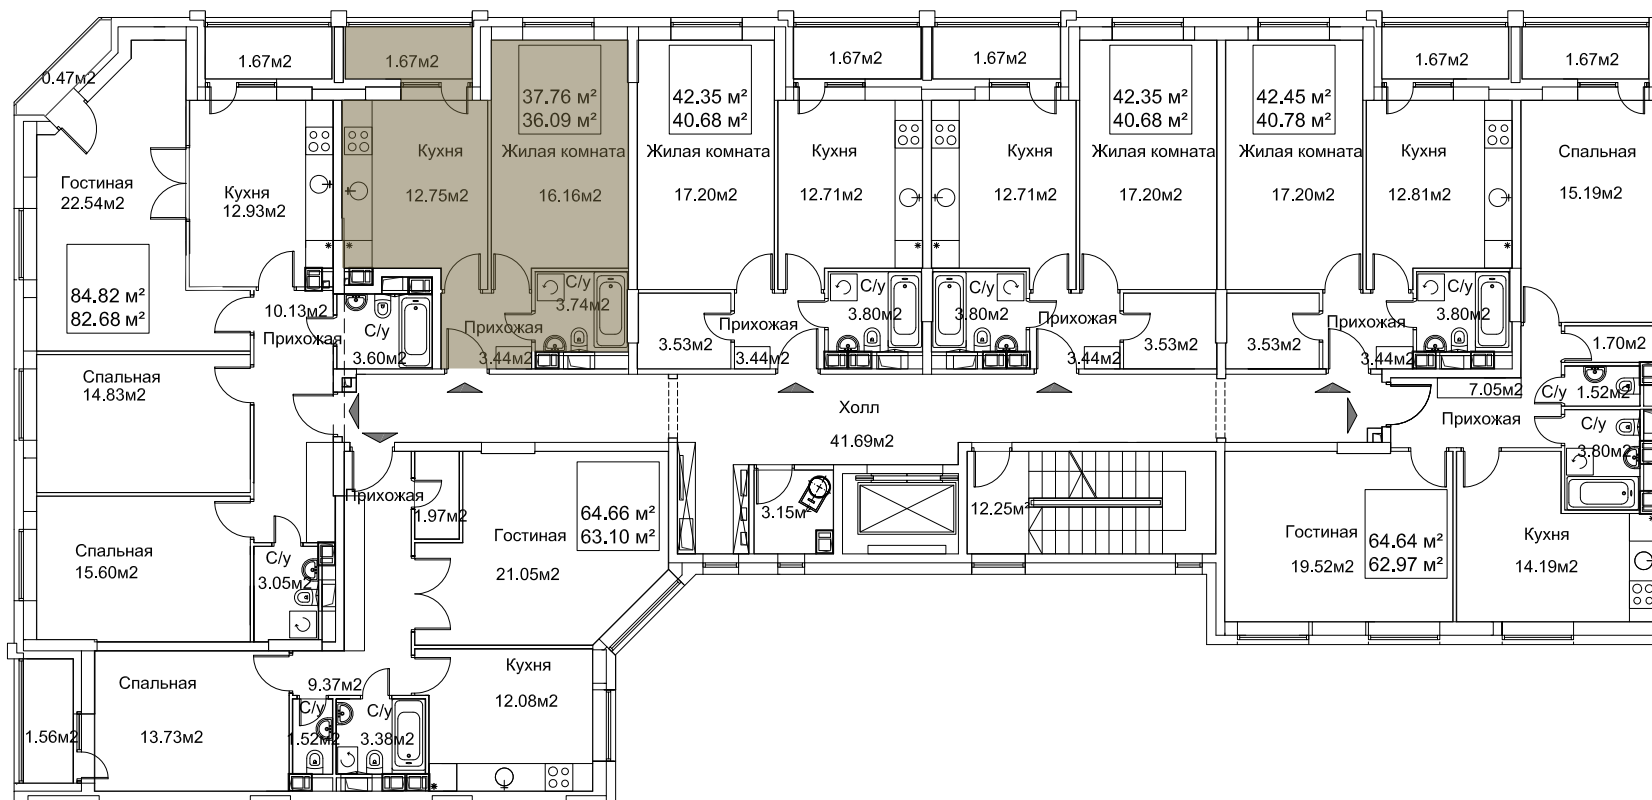 1.67м2
1.67м2
1.67м2
1.67м2
1.67м2
1.67м2
0.47м2
37.76 м²
36.09 м²
42.35 м²
40.68 м²
42.35 м²
40.68 м²
42.45 м²
40.78 м²
Гостиная
22.54м2
Кухня
12.93м2
Кухня
12.75м2
Жилая комната
16.16м2
Жилая комната
17.20м2
Кухня
12.71м2
Кухня
12.71м2
Жилая комната
17.20м2
Жилая комната
17.20м2
Кухня
12.81м2
Спальная
15.19м2
84.82 м²
82.68 м²
10.13м2
Прихожая
С/у
3.60м2
Прихожая
3.44м2
С/у
3.74м2
3.53м2
Прихожая
3.44м2
С/у
3.80м2
С/у
3.80м2
Прихожая
3.44м2
3.53м2
3.53м2
Прихожая
3.44м2
С/у
3.80м2
1.70м2
Спальная
14.83м2
Холл
41.69м2
7.05м2
Прихожая
С/у
1.52м2
С/у
3.80м2
Прихожая
1.97м2
Гостиная
21.05м2
64.66 м²
63.10 м²
3.15м²
12.25м²
Гостиная
19.52м2
64.64 м²
62.97 м²
Кухня
14.19м2
Спальная
15.60м2
С/у
3.05м2
Спальная
13.73м2
9.37м2
Кухня
12.08м2
1.56м2
С/у
1.52м2
С/у
3.38м2